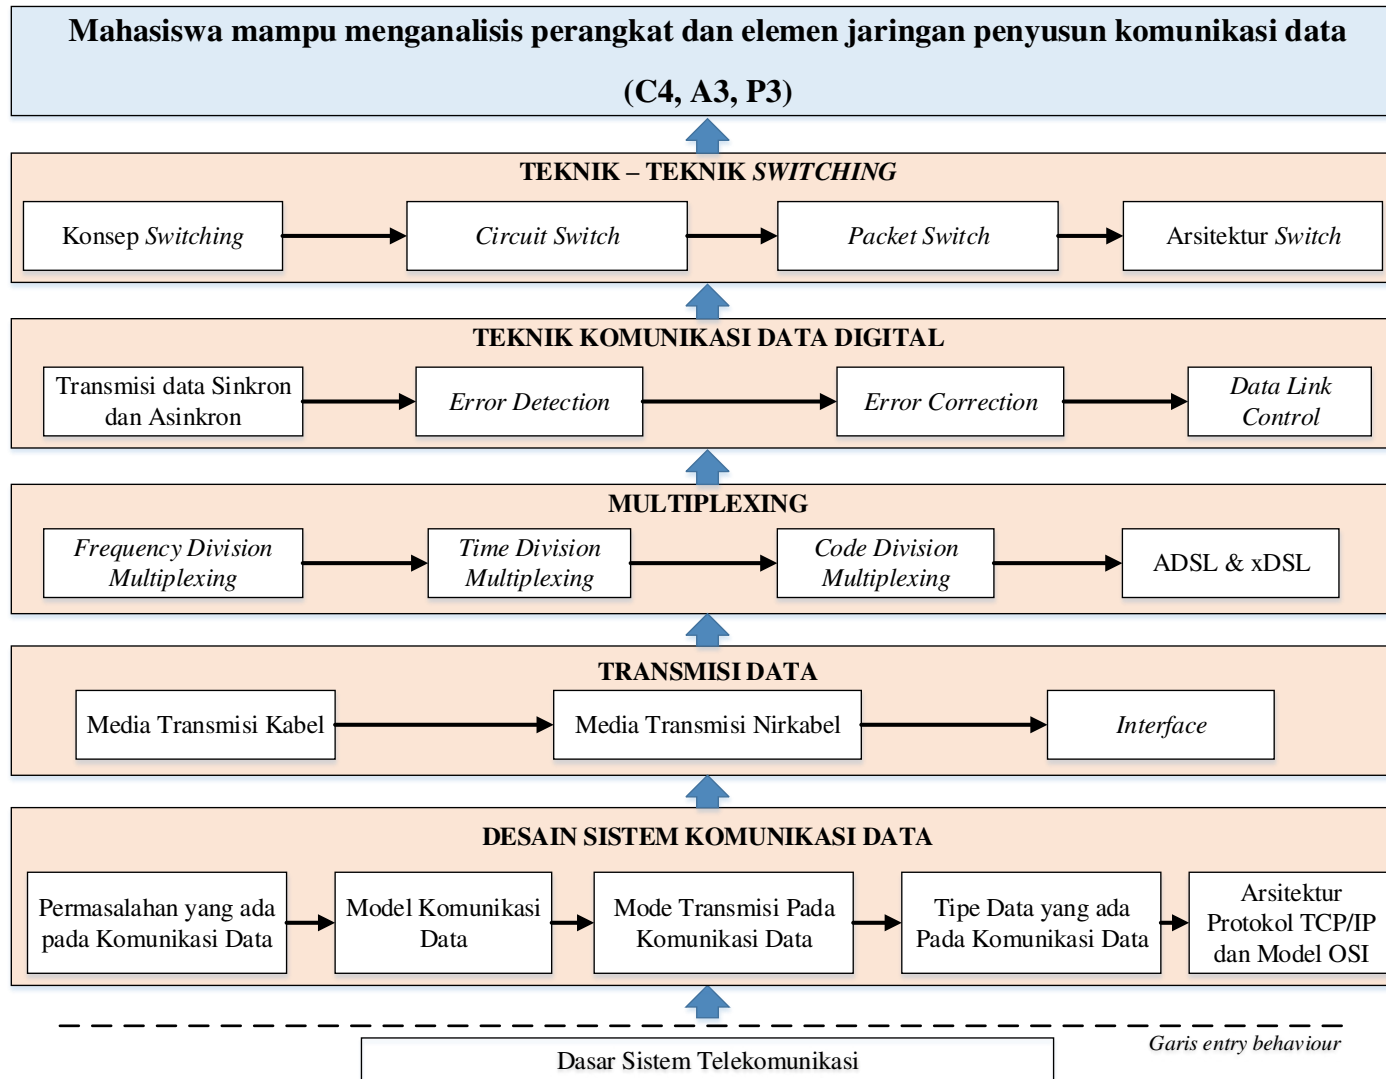 Mahasiswa mampu menganalisis perangkat dan elemen jaringan penyusun komunikasi data
(C4, A3, P3)
TEKNIK – TEKNIK SWITCHING
Konsep Switching
Circuit Switch
Packet Switch
Arsitektur Switch
TEKNIK KOMUNIKASI DATA DIGITAL
Transmisi data Sinkron
dan Asinkron
Error Detection
Error Correction
Data Link
Control
MULTIPLEXING
Frequency Division
Multiplexing
Time Division
Multiplexing
Code Division
Multiplexing
ADSL & xDSL
TRANSMISI DATA
Media Transmisi Kabel
Media Transmisi Nirkabel
Interface
DESAIN SISTEM KOMUNIKASI DATA
Permasalahan yang ada
pada Komunikasi Data
Model Komunikasi
Data
Mode Transmisi Pada
Komunikasi Data
Tipe Data yang ada
Pada Komunikasi Data
Arsitektur
Protokol TCP/IP
dan Model OSI
Garis entry behaviour
Dasar Sistem Telekomunikasi